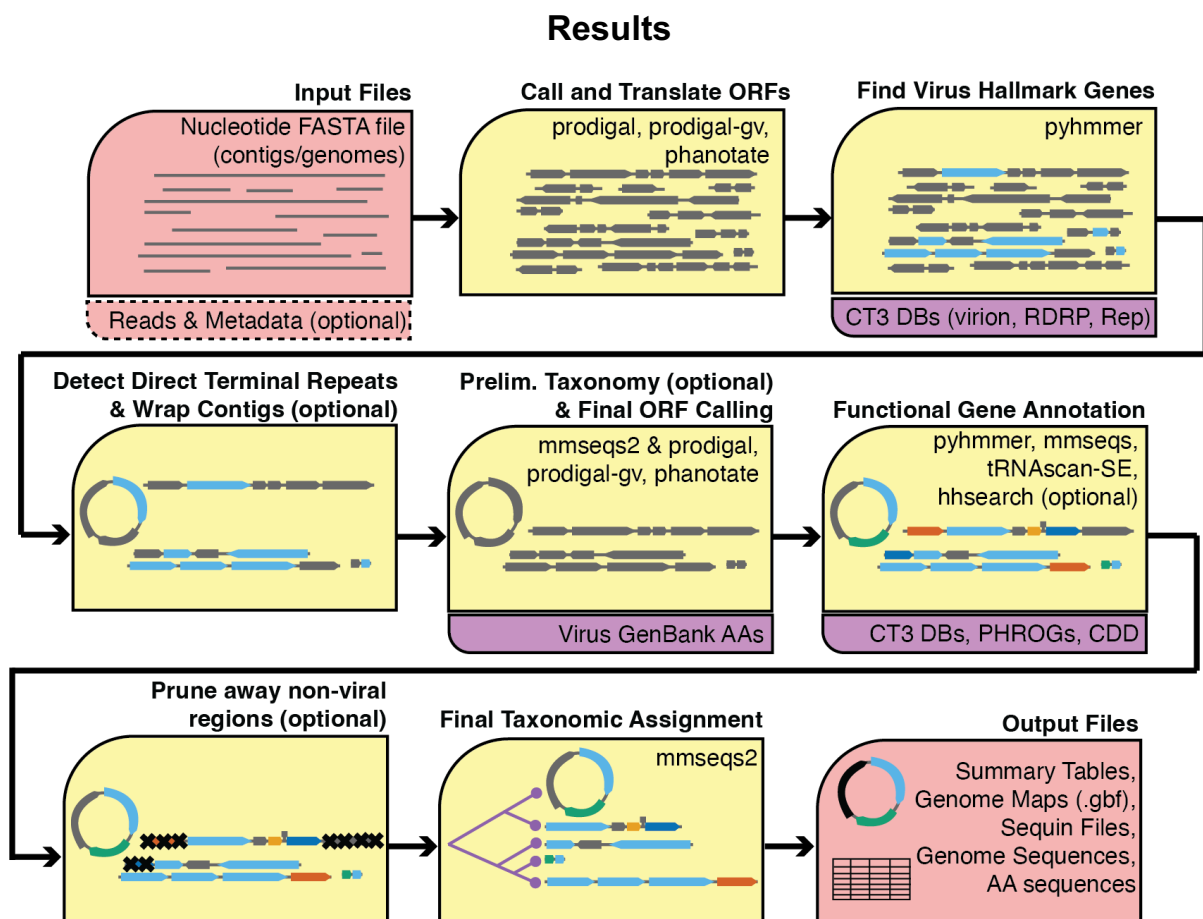 Results
Input Files
Nucleotide FASTA file
(contigs/genomes)
Reads & Metadata (optional)
Call and Translate ORFs
prodigal, prodigal-gv,
phanotate
Find Virus Hallmark Genes
pyhmmer
CT3 DBs (virion, RDRP, Rep)
Detect Direct Terminal Repeats
& Wrap Contigs (optional)
Prelim. Taxonomy (optional)
& Final ORF Calling
mmseqs2 & prodigal,
prodigal-gv, phanotate
Virus GenBank AAs
Functional Gene Annotation
pyhmmer, mmseqs,
tRNAscan-SE,
hhsearch (optional)
CT3 DBs, PHROGs, CDD
Prune away non-viral
regions (optional)
Final Taxonomic Assignment
mmseqs2
Output Files
Summary Tables,
Genome Maps (.gbf),
Sequin Files,
Genome Sequences,
AA sequences